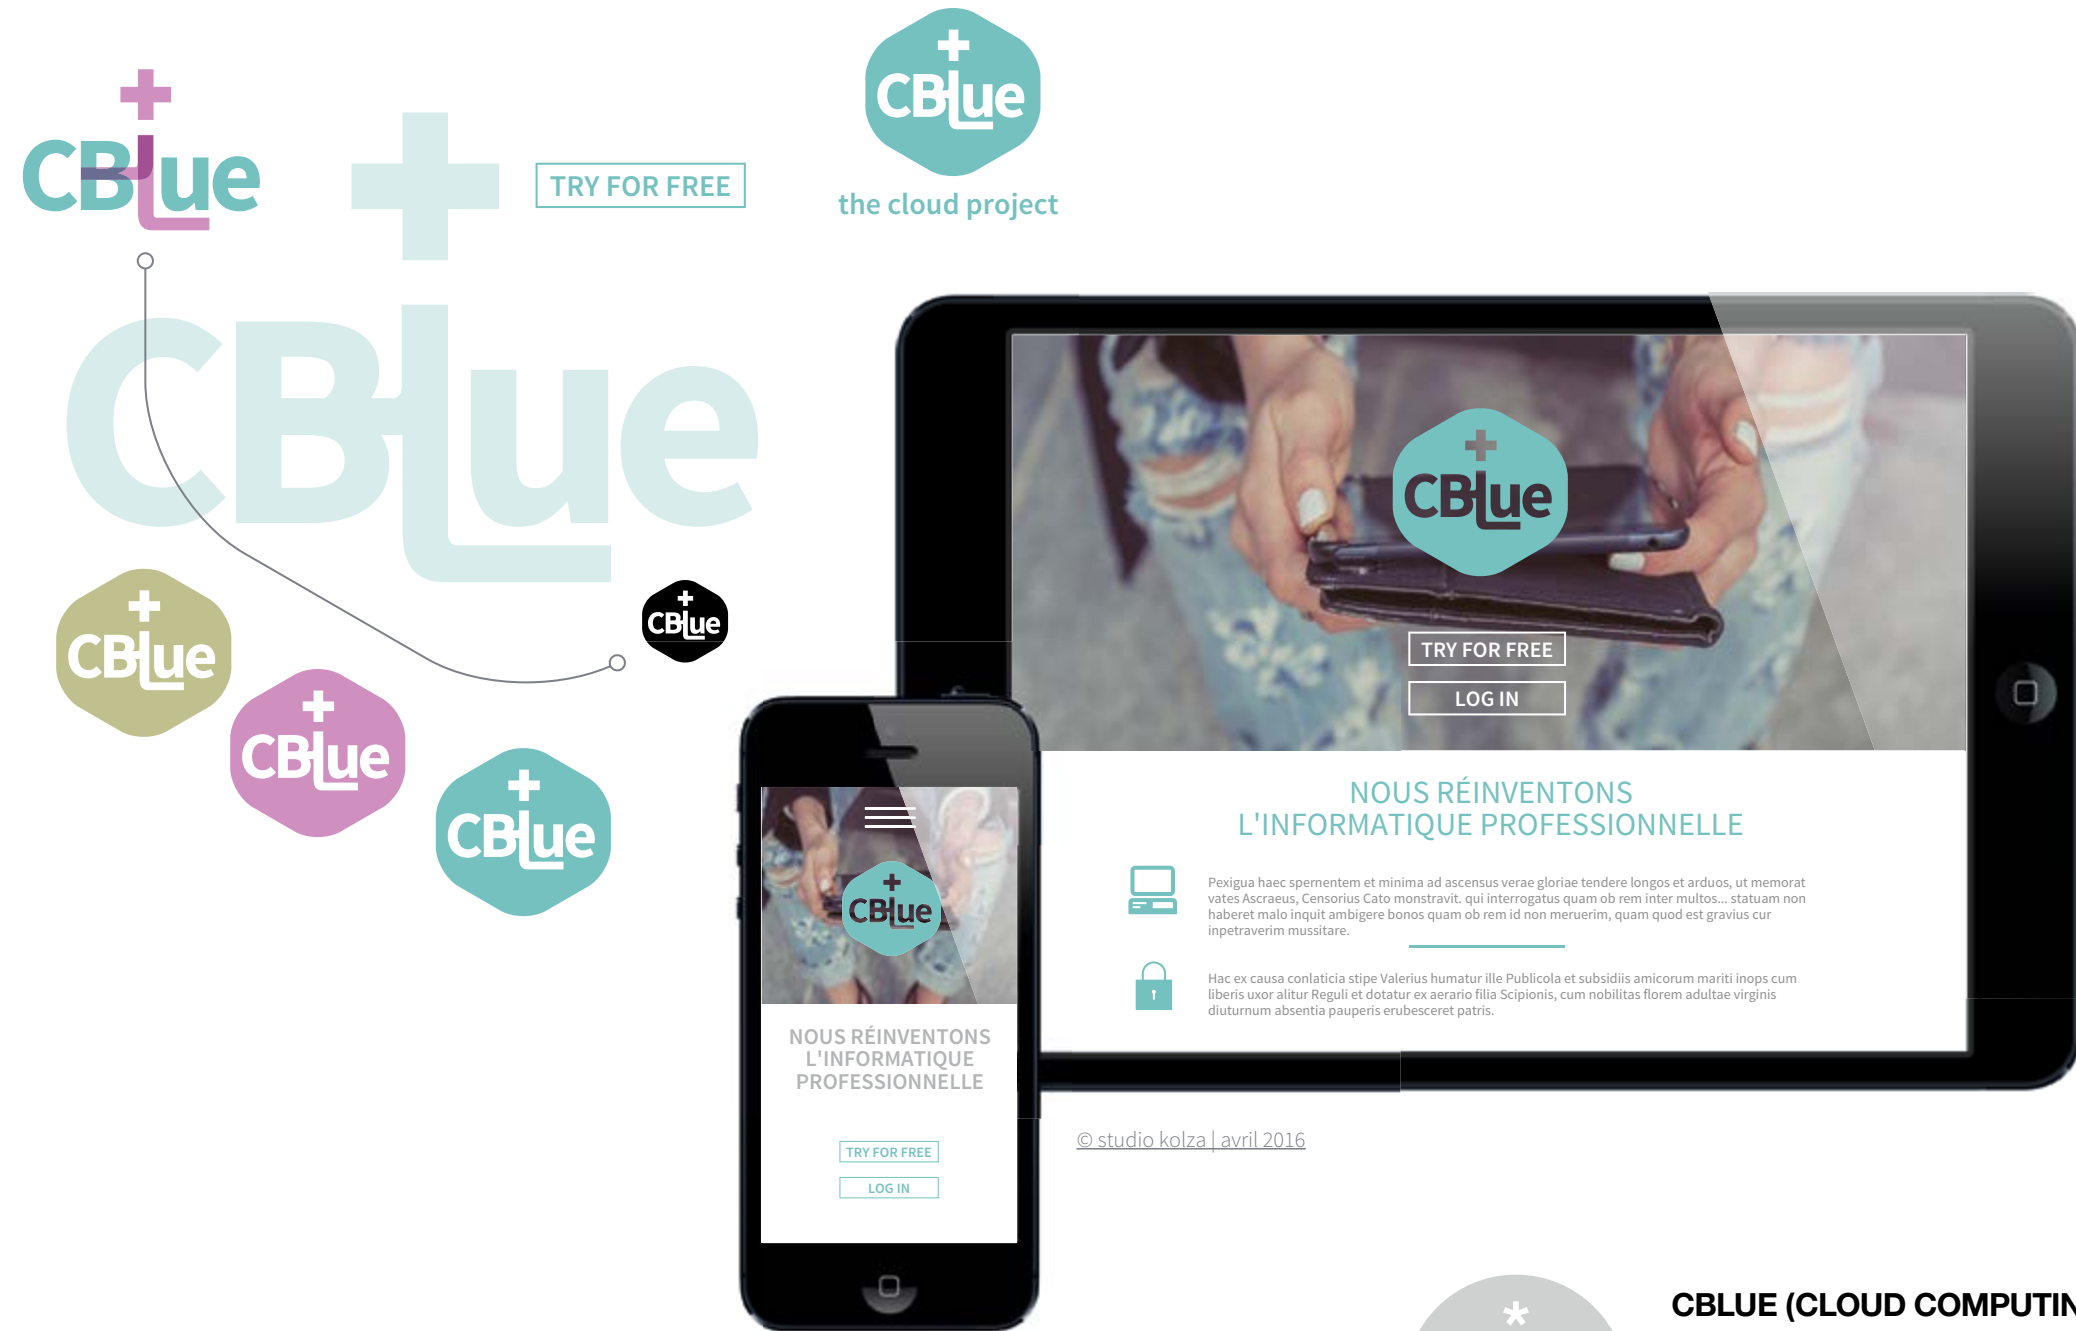 CBLue
TRY FOR FREE
CBLue
the cloud project
CBLue
CBLue
CBLue
CBLue
CBLue
CBLue
TRY FOR FREE
LOG IN
NOUS RÉINVENTONS
L'INFORMATIQUE PROFESSIONNELLE
Pexigua haec spernentem et minima ad ascensus verae gloriae tendere longos et arduos, ut memorat
vates Ascraeus, Censorius Cato monstravit. qui interrogatus quam ob rem inter multos... statuam non
haberet malo inquit ambigere bonos quam ob rem id non meruerim, quam quod est gravius cur
inpetraverim mussitare.
Hac ex causa conlaticia stipe Valerius humatur ille Publicola et subsidiis amicorum mariti inops cum
liberis uxor alitur Reguli et dotatur ex aerario filia Scipionis, cum nobilitas florem adultae virginis
diuturnum absentia pauperis erubesceret patris.
CBLue
NOUS RÉINVENTONS
L'INFORMATIQUE
PROFESSIONNELLE
TRY FOR FREE
LOG IN
© studio kolza | avril 2016
*
CBLUE (CLOUD COMPUTIN